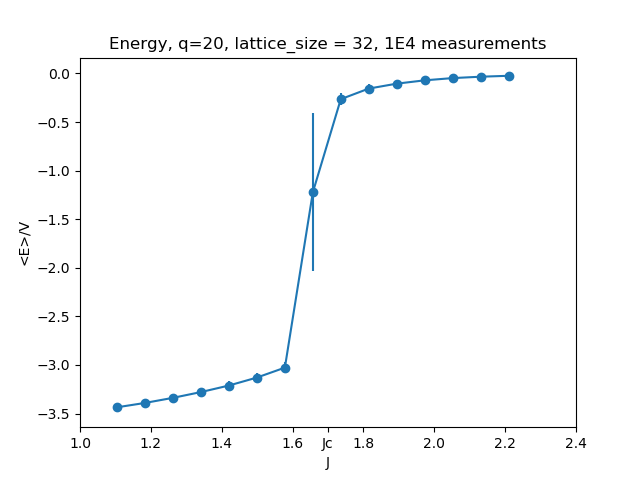 Energy, q=20, lattice_size = 32, 1E4 measurements
<E>/V
0.0
−0.5
−1.0
−1.5
−2.0
−2.5
−3.0
−3.5
1.0 1.2 1.4 1.6 Jc 1.8 2.0 2.2 2.4
J